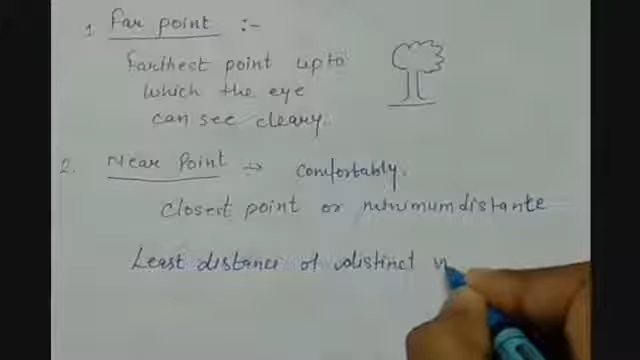 1. Far point :-
Farthest point upto
which the eye
can see cleary.
2. Near Point → comfortably.
Closest point or minimum distante
Least distance of distinct v